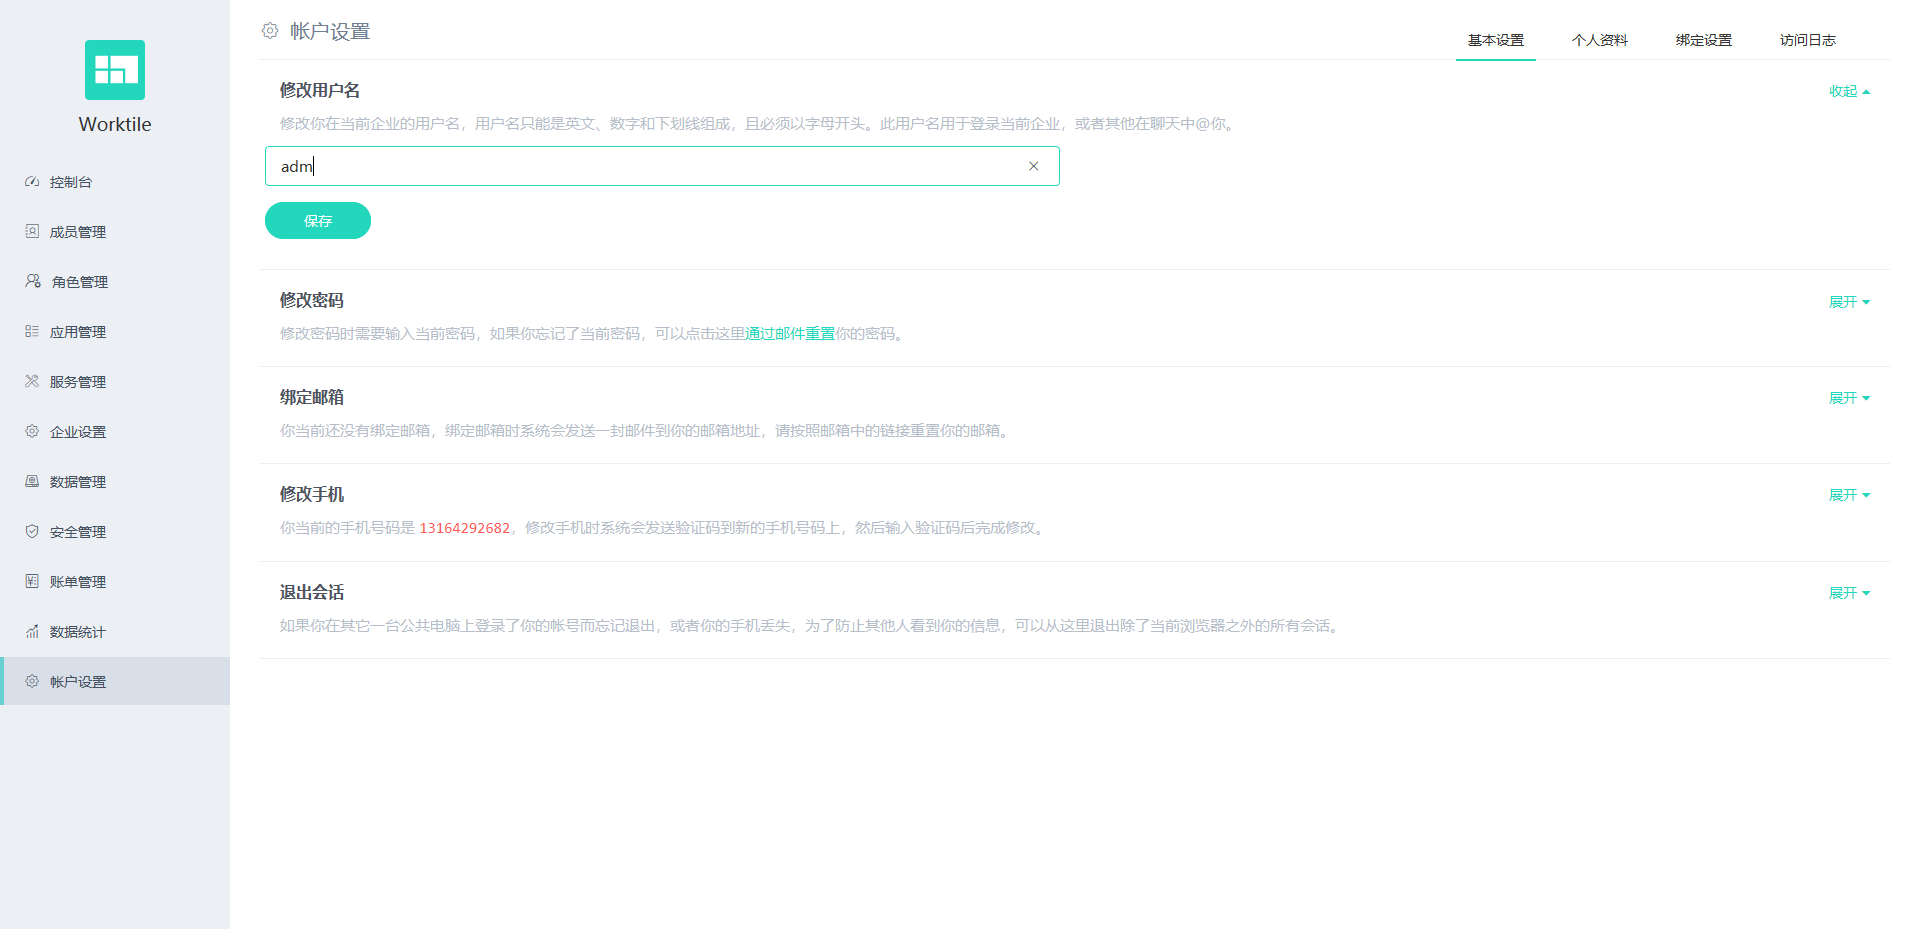 Worktile
控制台
成员管理
角色管理
应用管理
服务管理
企业设置
数据管理
安全管理
账单管理
数据统计
帐户设置
帐户设置
基本设置 个人资料 绑定设置 访问日志
修改用户名 收起
修改你在当前企业的用户名，用户名只能是英文、数字和下划线组成，且必须以字母开头。此用户名用于登录当前企业，或者其他在聊天中@你。
adm
保存
修改密码 展开
修改密码时需要输入当前密码，如果你忘记了当前密码，可以点击这里通过邮件重置你的密码。
绑定邮箱 展开
你当前还没有绑定邮箱，绑定邮箱时系统会发送一封邮件到你的邮箱地址，请按照邮箱中的链接重置你的邮箱。
修改手机 展开
你当前的手机号码是 13164292682，修改手机时系统会发送验证码到新的手机号码上，然后输入验证码后完成修改。
退出会话 展开
如果你在其它一台公共电脑上登录了你的帐号而忘记退出，或者你的手机丢失，为了防止其他人看到你的信息，可以从这里退出除了当前浏览器之外的所有会话。